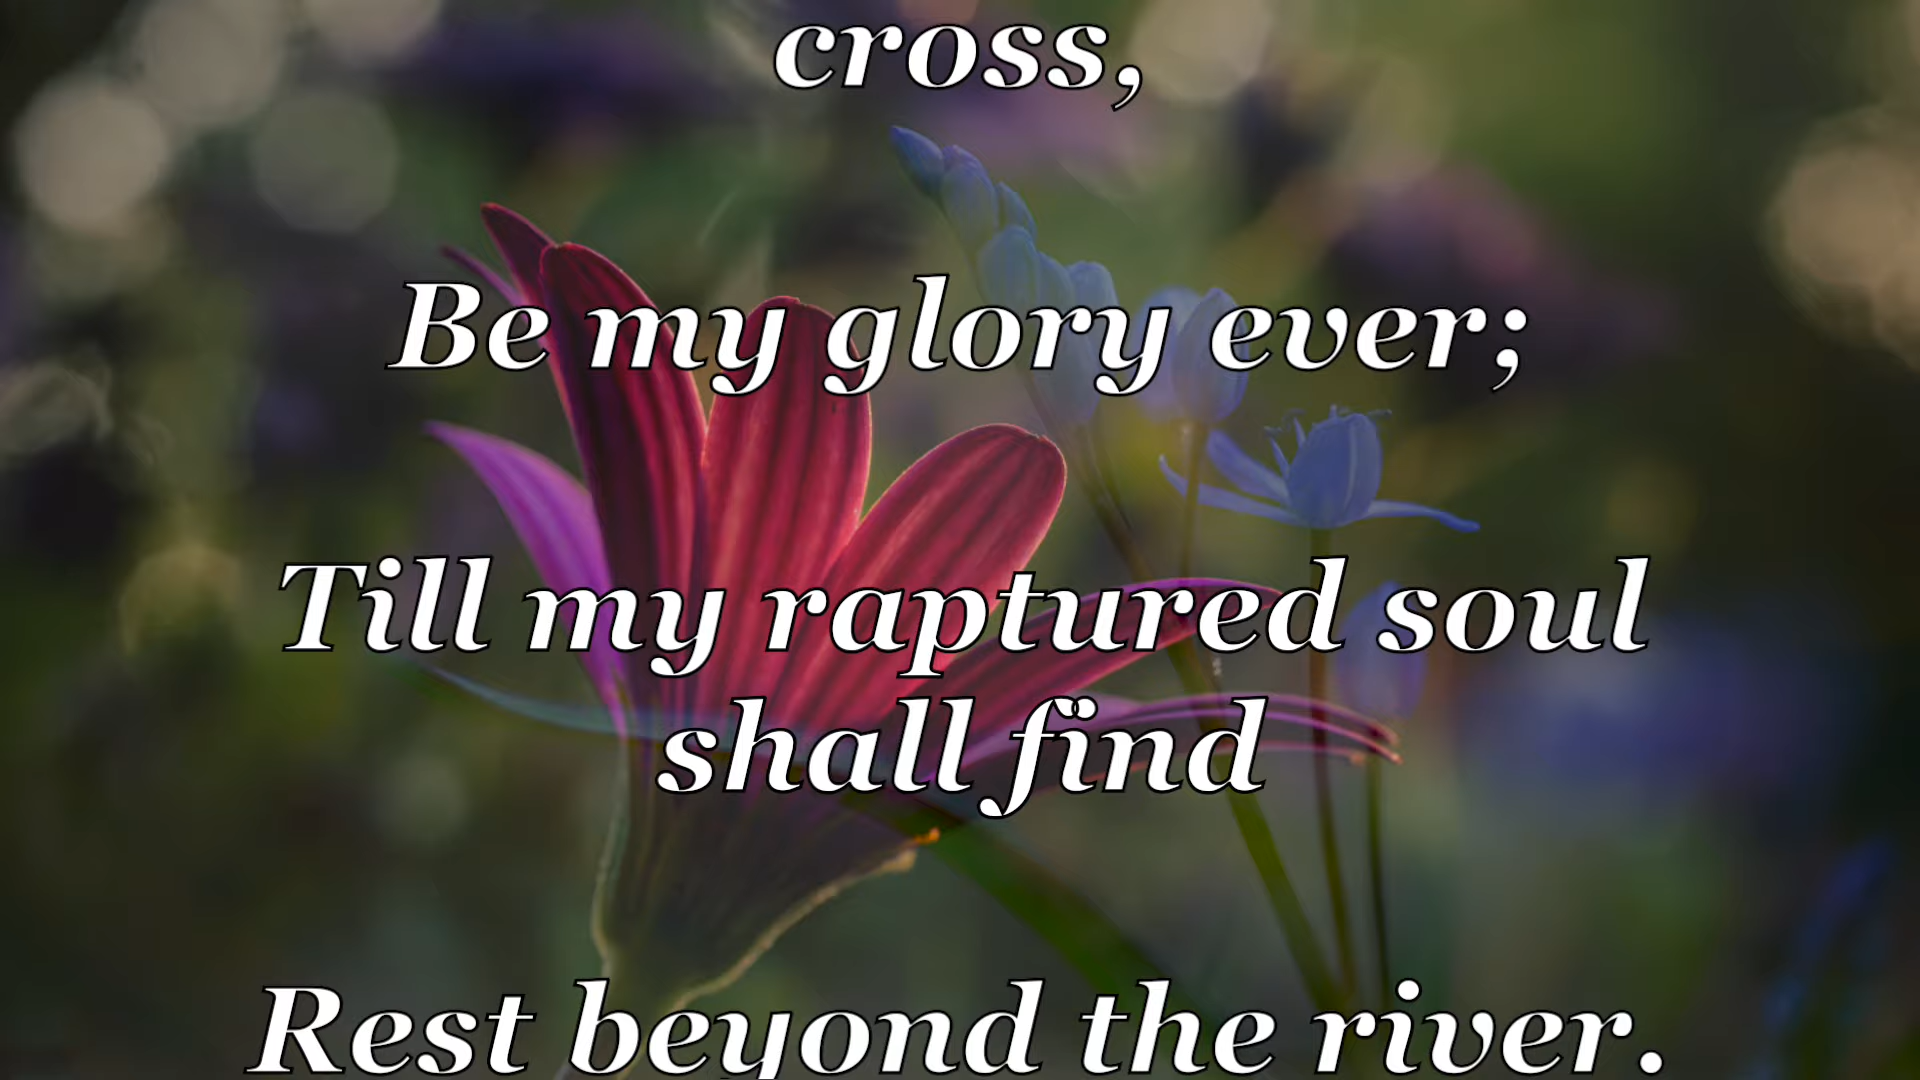 cross,
Be my glory ever;
Till my raptured soul
shall find
Rest beyond the river.